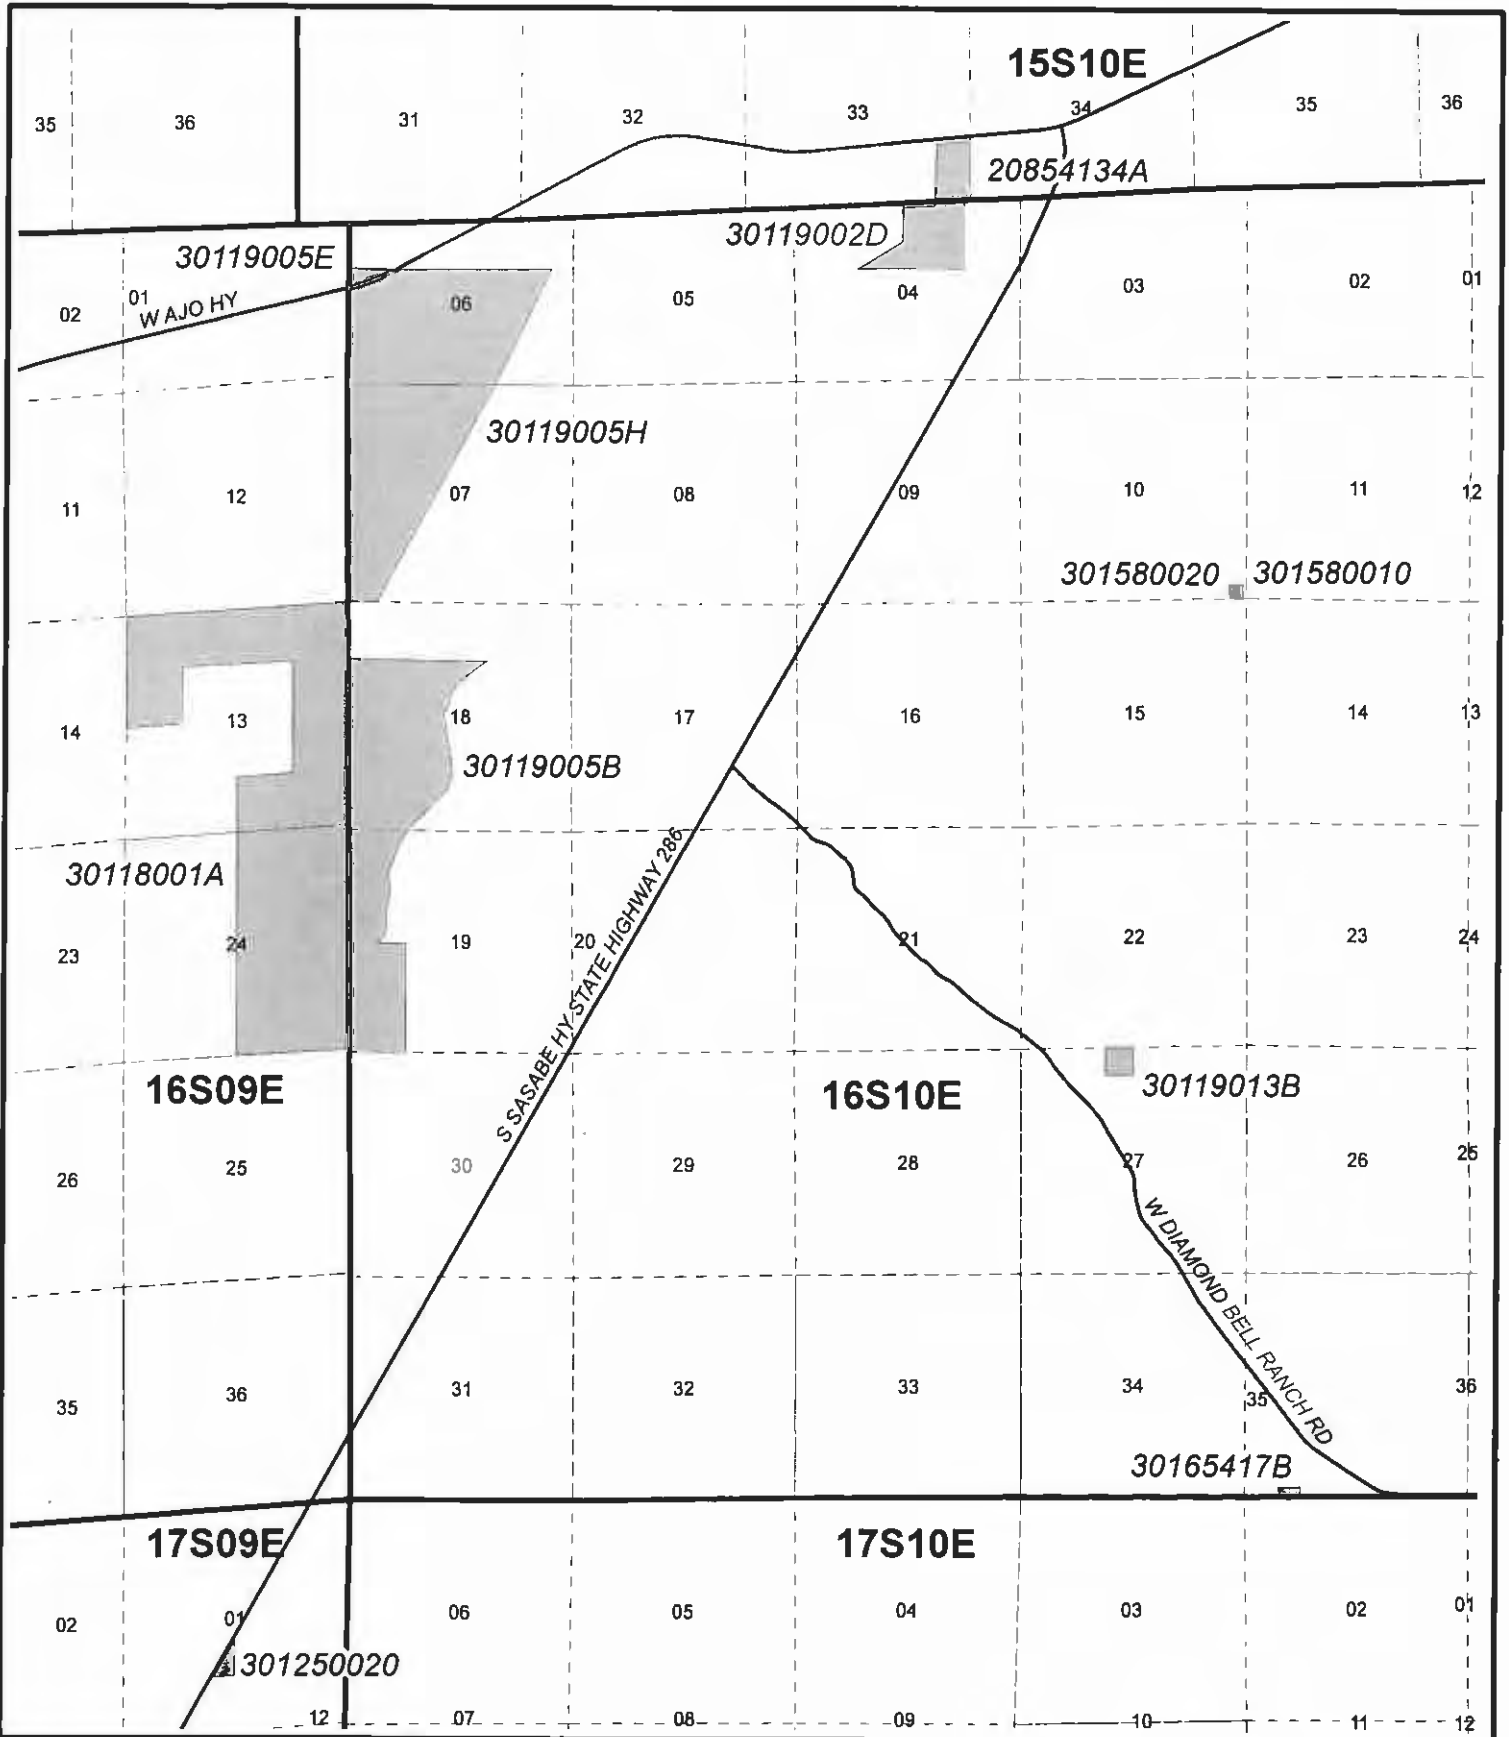 15S10E
35 36 31 32 33 34 35 36
20854134A
30119002D
30119005E
02 01 W AJO HY 06 05 04 03 02 01
30119005H
11 12 07 08 09 10 11 12
301580020 301580010
14 13 18 17 16 15 14 13
30119005B
30118001A
S SASABE HY STATE HIGHWAY 286
23 24 19 20 21 22 23 24
16S09E 16S10E 30119013B
26 25 30 29 28 27 26 25
W DIAMOND BELL RANCH RD
35 36 31 32 33 34 35 36
30165417B
17S09E 17S10E
02 01 06 05 04 03 02 01
301250020
12 07 08 09 10 11 12